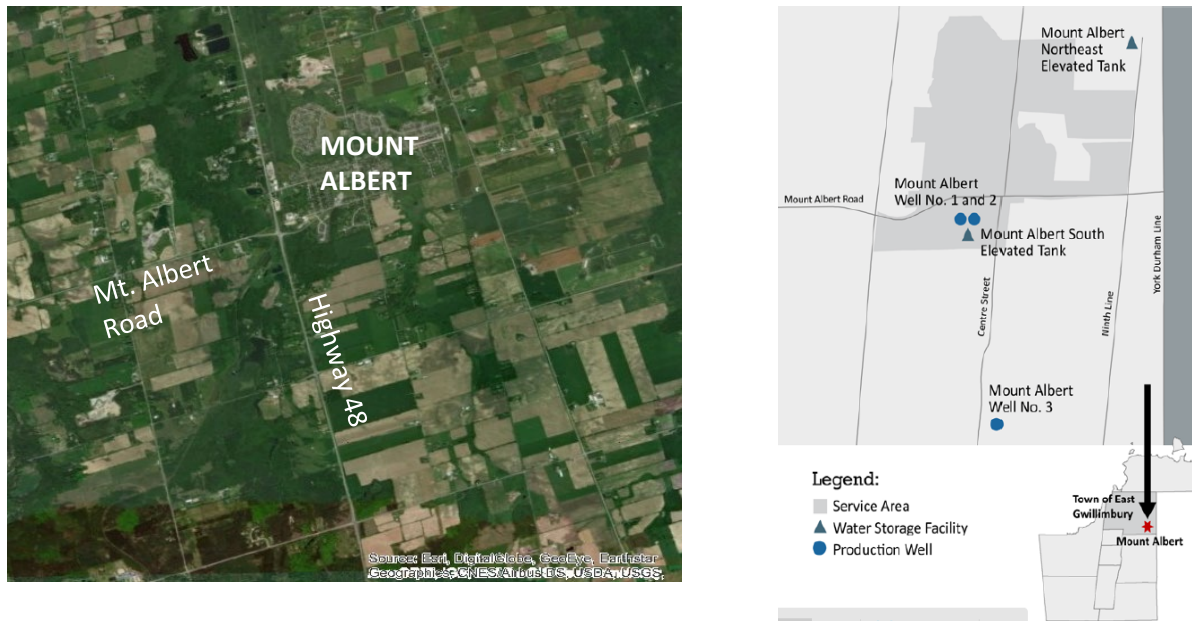 MOUNT
ALBERT
Mt. Albert
Road
Highway 48
Source: Esri, DigitalGlobe, GeoEye, Earthstar
Geographics, CNES/Airbus DS, USDA, USGS,
Mount Albert
Northeast
Elevated Tank
Mount Albert
Well No. 1 and 2
Mount Albert Road
Mount Albert South
Elevated Tank
York Durham Line
Centre Street
Ninth Line
Mount Albert
Well No. 3
Legend:
Service Area
Water Storage Facility
Production Well
Town of East
Gwillimbury
Mount Albert